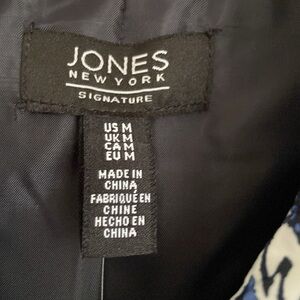 JONES
NEW YORK
SIGNATURE
US M
UK M
CA M
EU M
MADE IN
CHINA
FABRIQUÉ EN
CHINE
HECHO EN
CHINA